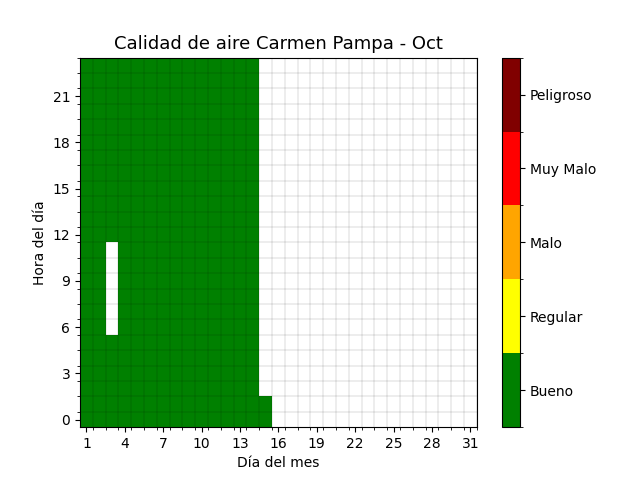 Calidad de aire Carmen Pampa - Oct
21
18
15
12
9
6
3
0
Hora del día
1 4 7 10 13 16 19 22 25 28 31
Día del mes
Peligroso
Muy Malo
Malo
Regular
Bueno